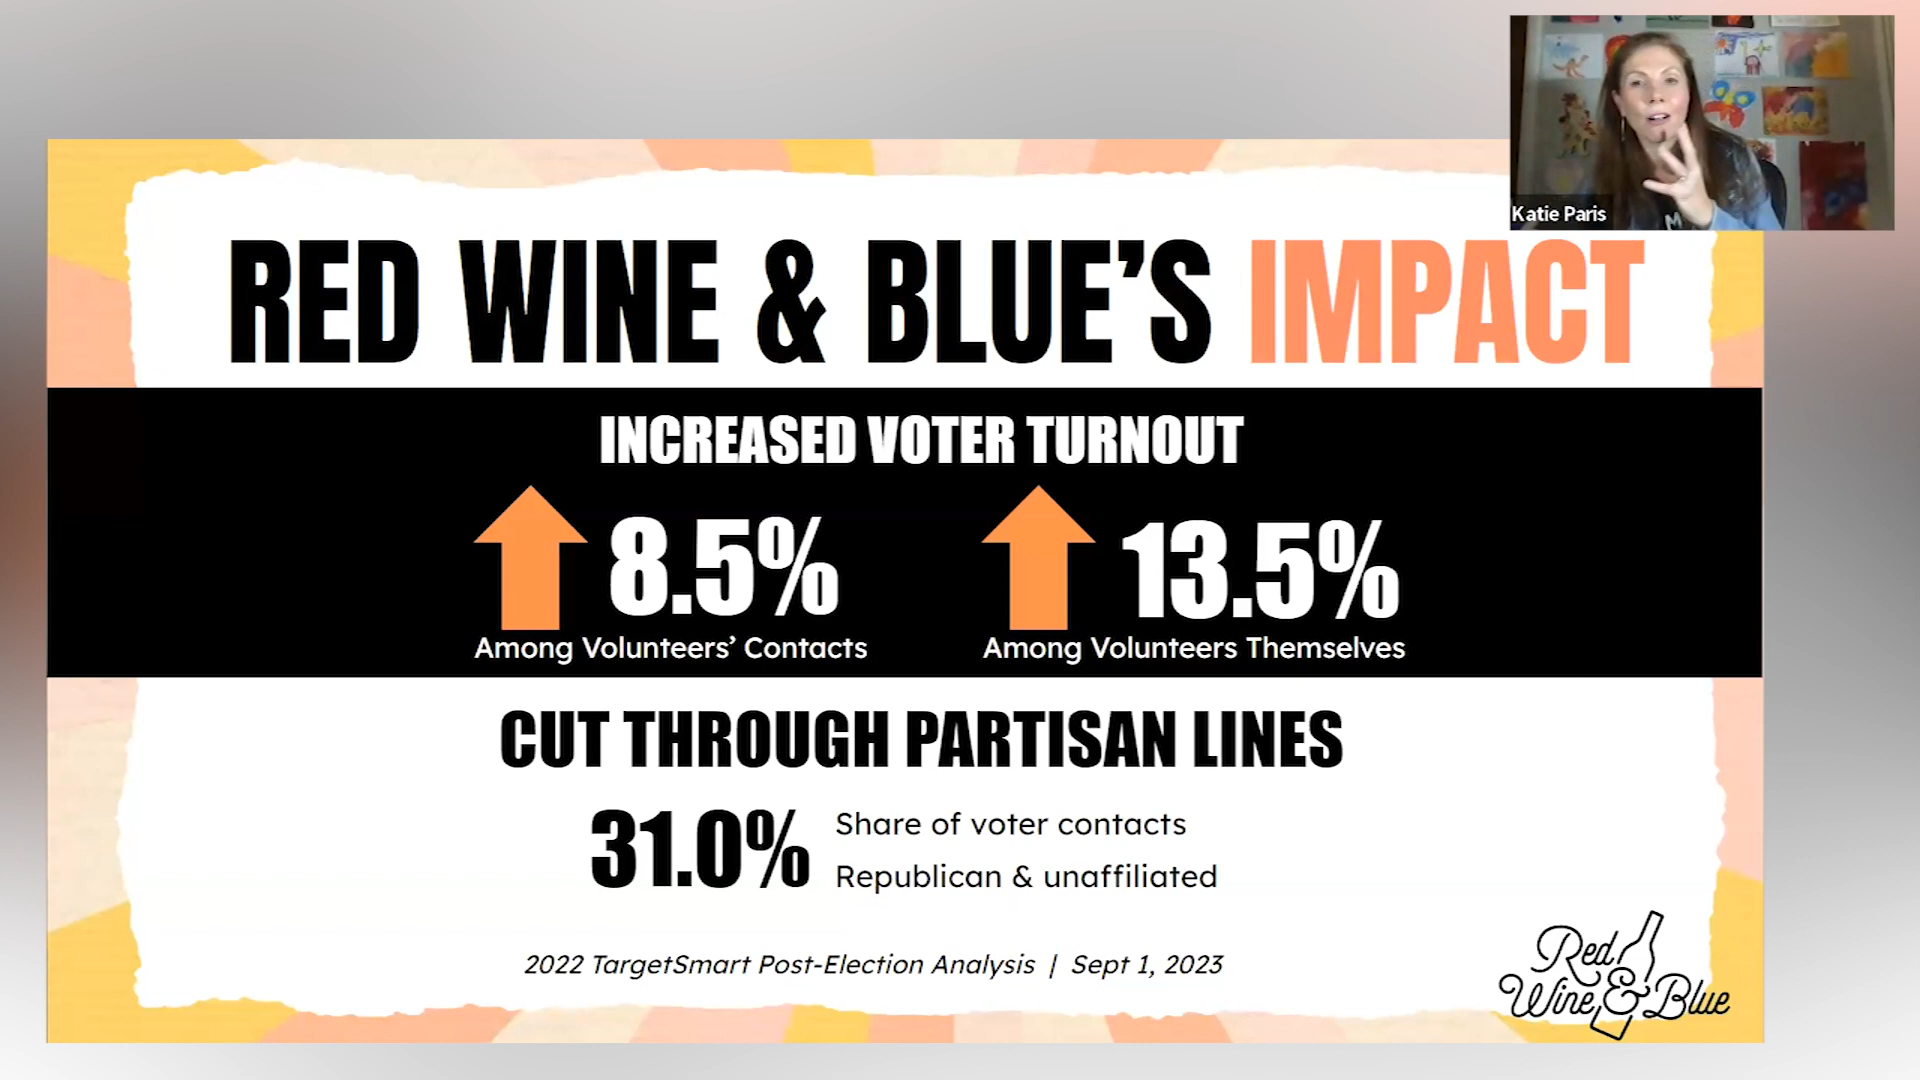 Katie Paris
RED WINE & BLUE’S IMPACT
INCREASED VOTER TURNOUT
8.5%
Among Volunteers’ Contacts
13.5%
Among Volunteers Themselves
CUT THROUGH PARTISAN LINES
31.0%
Share of voter contacts
Republican & unaffiliated
2022 TargetSmart Post-Election Analysis | Sept 1, 2023
Red
Wine & Blue